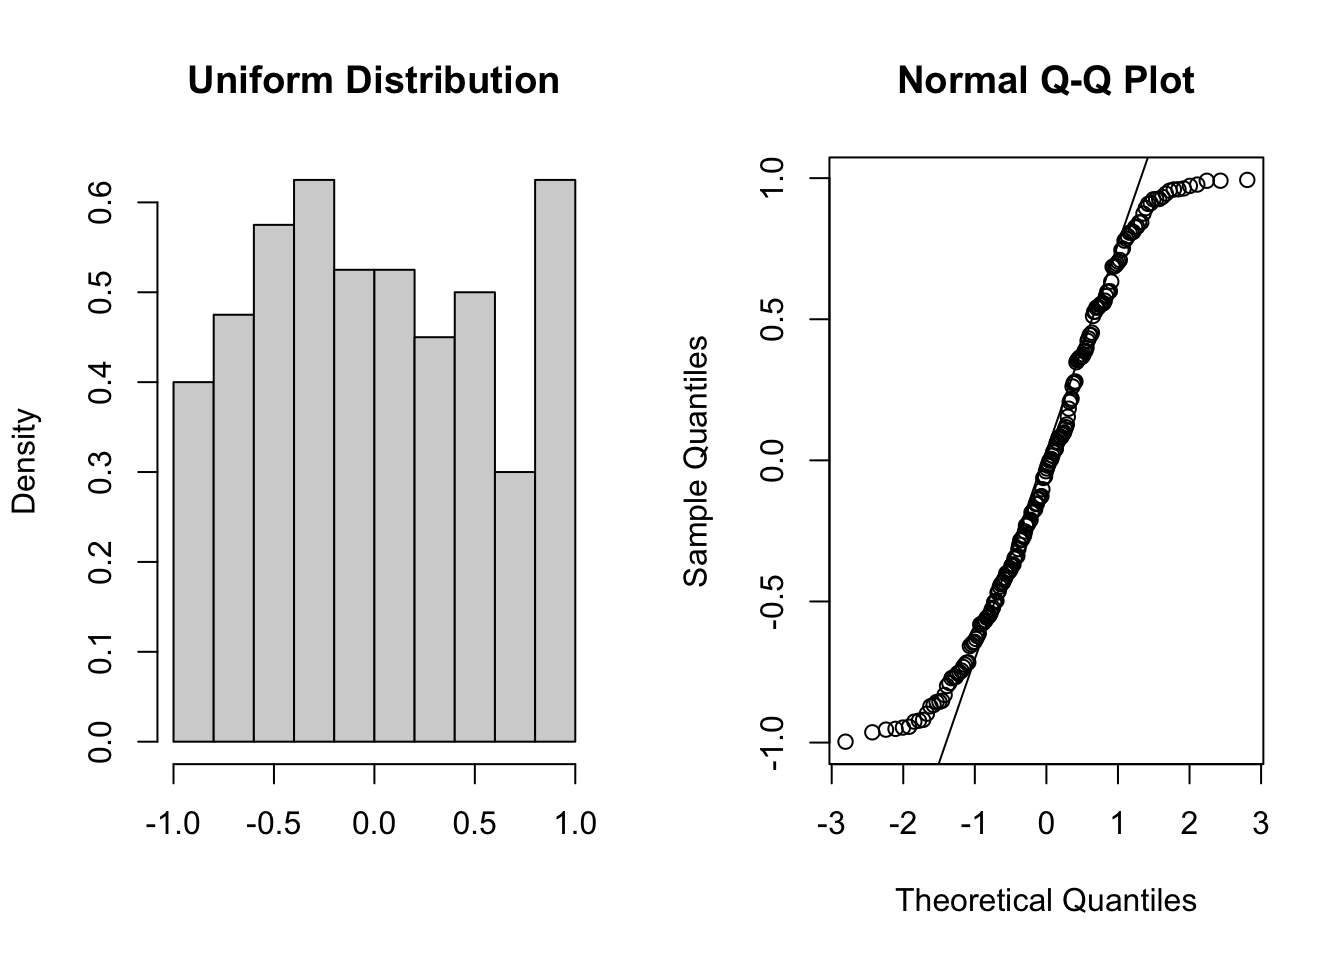 Uniform Distribution
Density
0.0 0.1 0.2 0.3 0.4 0.5 0.6
-1.0 -0.5 0.0 0.5 1.0
Normal Q-Q Plot
Sample Quantiles
-1.0 -0.5 0.0 0.5 1.0
-3 -2 -1 0 1 2 3
Theoretical Quantiles